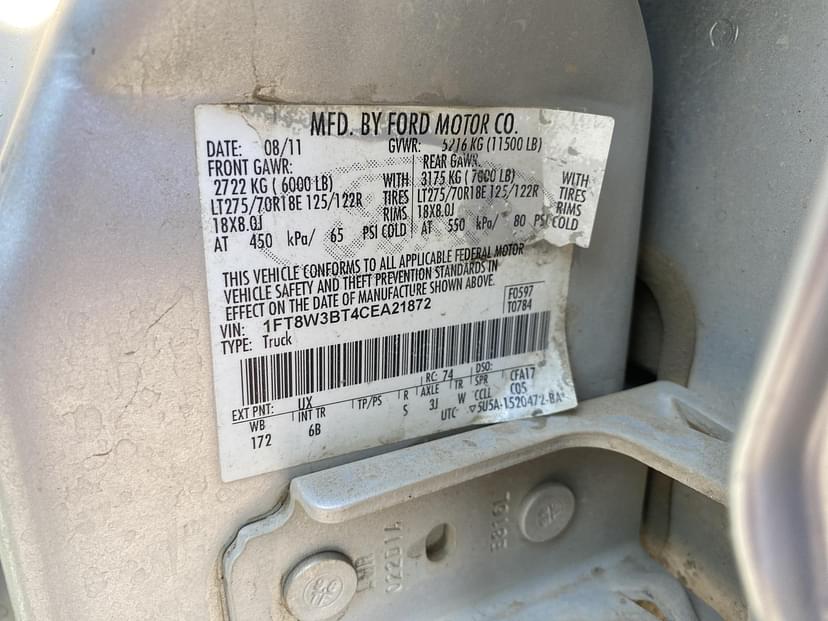 MFD. BY FORD MOTOR CO.
DATE: 08/11 GVWR: 5216 KG (11500 LB)
FRONT GAWR: REAR GAWR:
2722 KG ( 6000 LB) WITH 3175 KG ( 7000 LB) WITH
LT275/70R18E 125/122R TIRES LT275/70R18E 125/122R TIRES
18X8.0J RIMS 18X8.0J RIMS
AT 450 kPa/ 65 PSI COLD AT 550 kPa/ 80 PSI COLD
THIS VEHICLE CONFORMS TO ALL APPLICABLE FEDERAL MOTOR
VEHICLE SAFETY AND THEFT PREVENTION STANDARDS IN
EFFECT ON THE DATE OF MANUFACTURE SHOWN ABOVE.
VIN: 1FT8W3BT4CEA21872 F0597
TYPE: Truck T0784
EXT PNT: UX RC: 74 DSO:
WB INT TR TP/PS R AXLE TR SPR CFA17
172 6B S 3J W CCLL C05
UTC ▽5U5A-1520472-BA
02201A